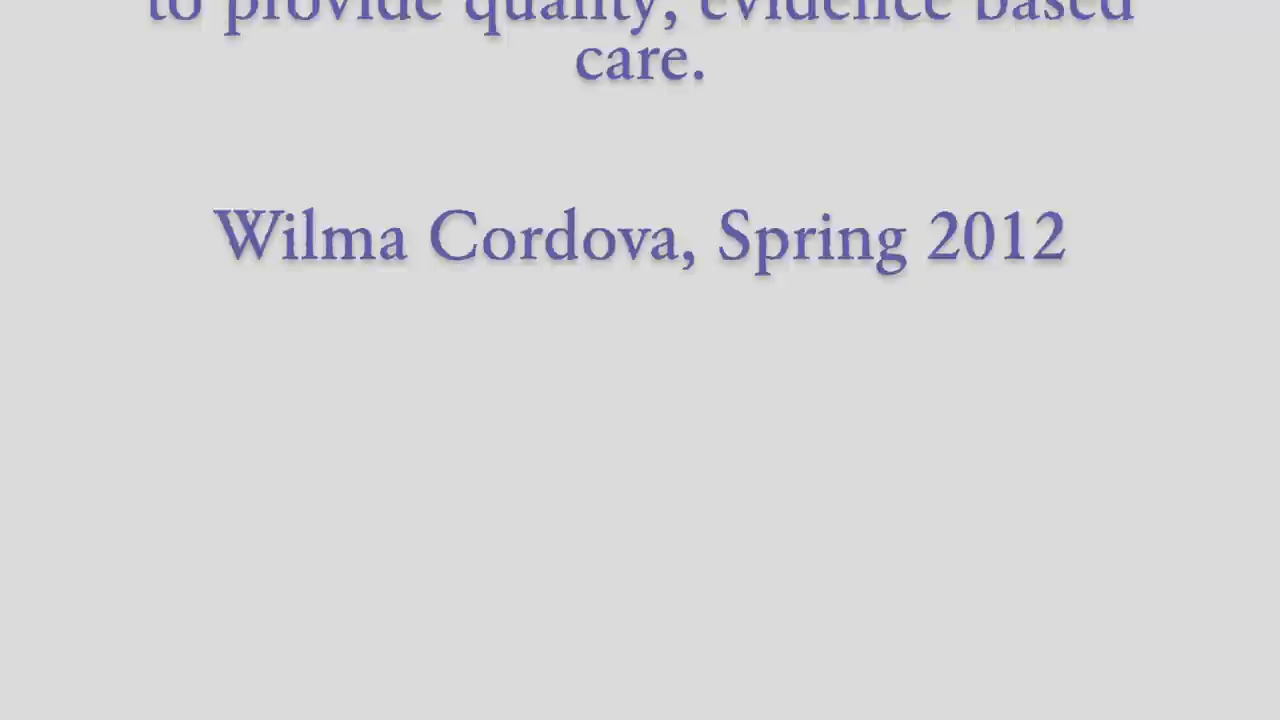 to provide quality, evidence based
care.
Wilma Cordova, Spring 2012